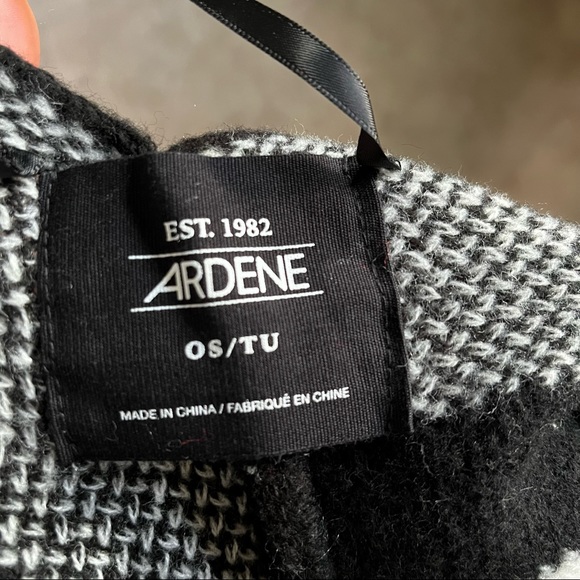 EST. 1982
ARDENE
OS/TU
MADE IN CHINA / FABRIQUÉ EN CHINE